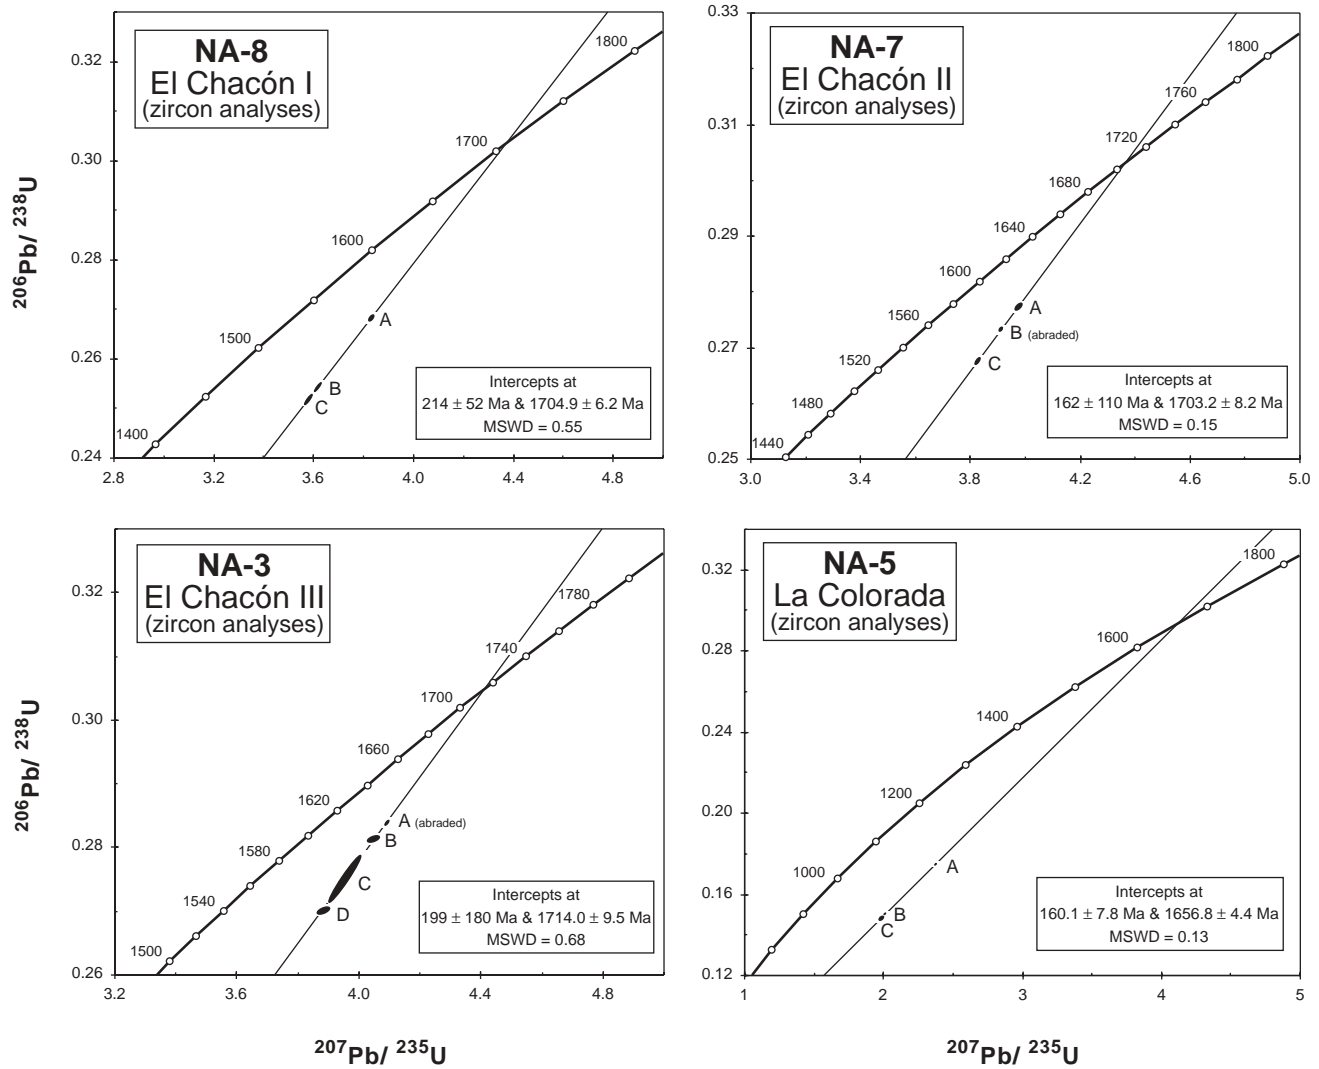 NA-8
El Chacón I
(zircon analyses)
0.32
0.30
0.28
0.26
0.24
2.8
3.2
3.6
4.0
4.4
4.8
1400
1500
1600
1700
1800
A
B
C
Intercepts at
214 ± 52 Ma & 1704.9 ± 6.2 Ma
MSWD = 0.55
206Pb/ 238U
NA-7
El Chacón II
(zircon analyses)
0.33
0.31
0.29
0.27
0.25
3.0
3.4
3.8
4.2
4.6
5.0
1440
1480
1520
1560
1600
1640
1680
1720
1760
1800
A
B (abraded)
C
Intercepts at
162 ± 110 Ma & 1703.2 ± 8.2 Ma
MSWD = 0.15
NA-3
El Chacón III
(zircon analyses)
0.32
0.30
0.28
0.26
3.2
3.6
4.0
4.4
4.8
1500
1540
1580
1620
1660
1700
1740
1780
A (abraded)
B
C
D
Intercepts at
199 ± 180 Ma & 1714.0 ± 9.5 Ma
MSWD = 0.68
206Pb/ 238U
207Pb/ 235U
NA-5
La Colorada
(zircon analyses)
0.32
0.28
0.24
0.20
0.16
0.12
1
2
3
4
5
1000
1200
1400
1600
1800
A
B
C
Intercepts at
160.1 ± 7.8 Ma & 1656.8 ± 4.4 Ma
MSWD = 0.13
207Pb/ 235U